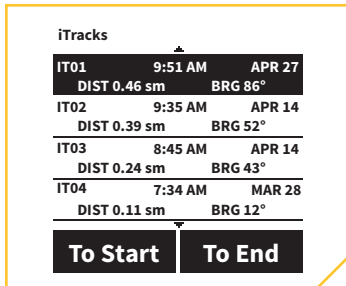 iTracks
IT01 9:51 AM APR 27
DIST 0.46 sm BRG 86°
IT02 9:35 AM APR 14
DIST 0.39 sm BRG 52°
IT03 8:45 AM APR 14
DIST 0.24 sm BRG 43°
IT04 7:34 AM MAR 28
DIST 0.11 sm BRG 12°
To Start To End